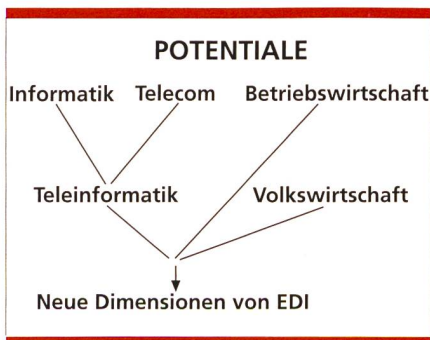 POTENTIALE
Informatik Telecom Betriebswirtschaft
Teleinformatik Volkswirtschaft
Neue Dimensionen von EDI